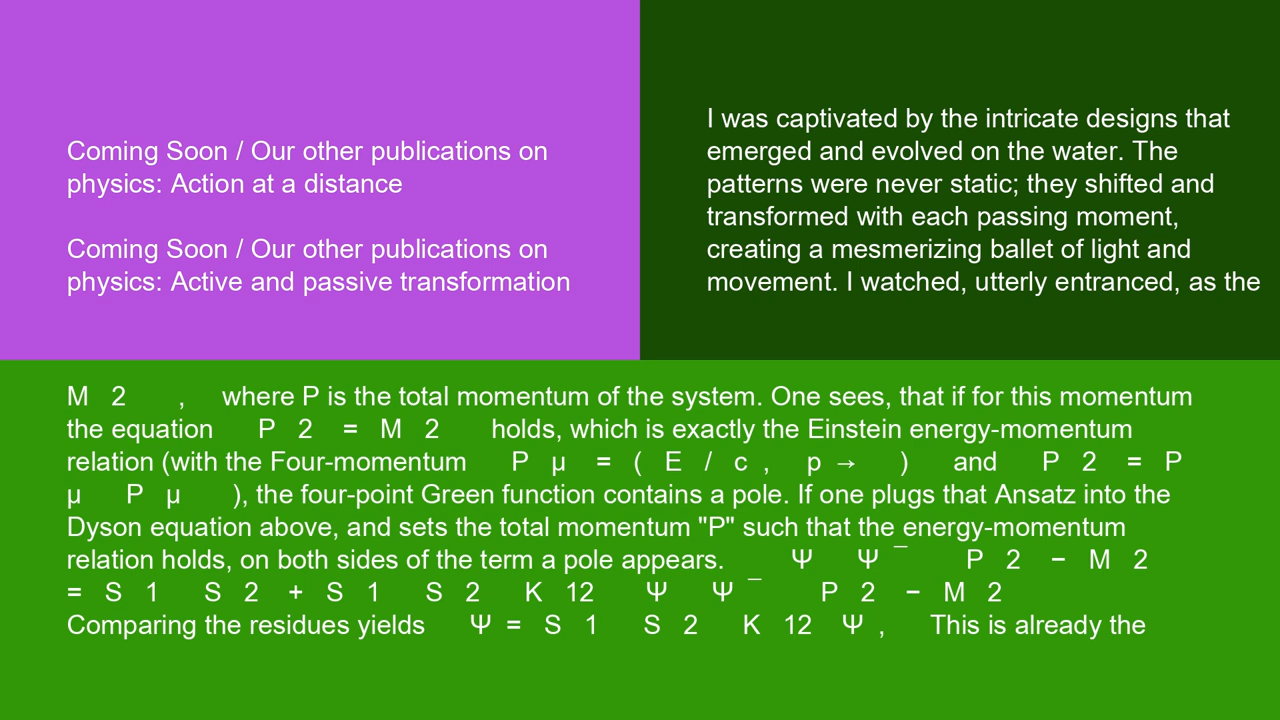 Coming Soon / Our other publications on
physics: Action at a distance
Coming Soon / Our other publications on
physics: Active and passive transformation
I was captivated by the intricate designs that
emerged and evolved on the water. The
patterns were never static; they shifted and
transformed with each passing moment,
creating a mesmerizing ballet of light and
movement. I watched, utterly entranced, as the
M 2 , where P is the total momentum of the system. One sees, that if for this momentum
the equation P 2 = M 2 holds, which is exactly the Einstein energy-momentum
relation (with the Four-momentum P μ = ( E / c , p → ) and P 2 = P
μ P μ ), the four-point Green function contains a pole. If one plugs that Ansatz into the
Dyson equation above, and sets the total momentum "P" such that the energy-momentum
relation holds, on both sides of the term a pole appears. Ψ Ψ ¯ P 2 − M 2
= S 1 S 2 + S 1 S 2 K 12 Ψ Ψ ¯ P 2 − M 2
Comparing the residues yields Ψ = S 1 S 2 K 12 Ψ , This is already the